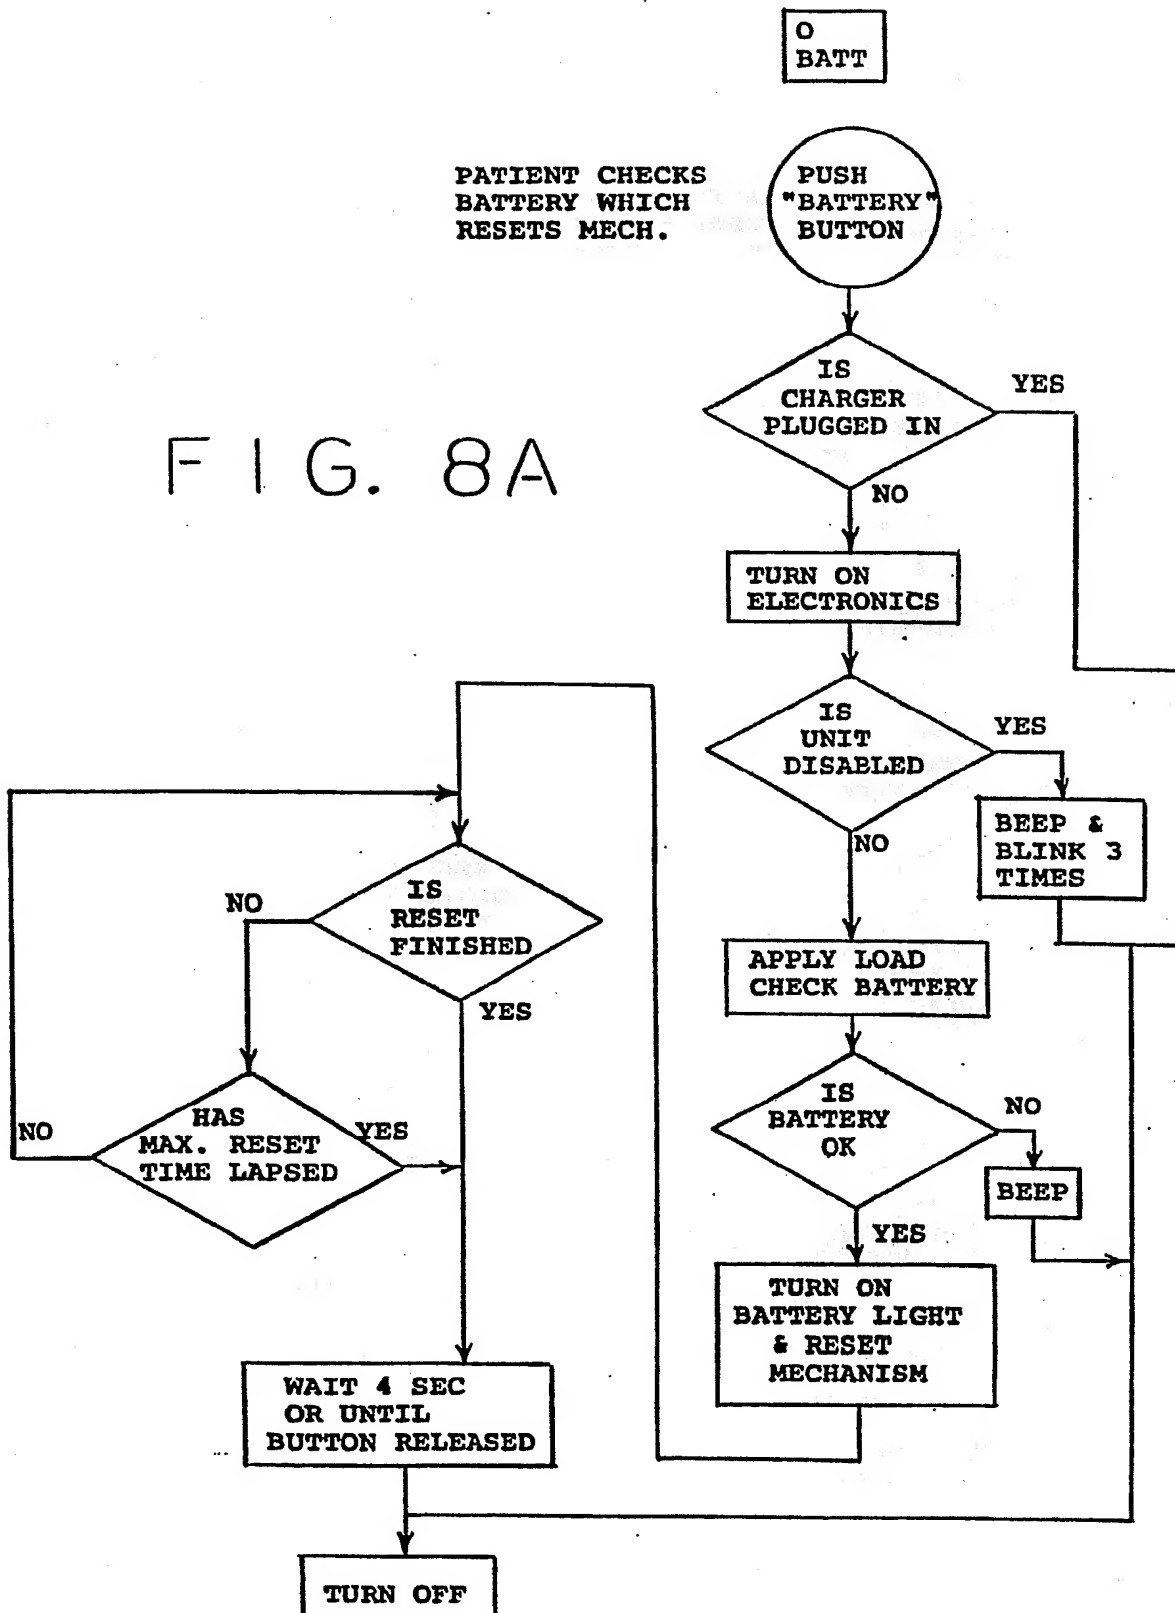 O
BATT
PATIENT CHECKS
BATTERY WHICH
RESETS MECH.
PUSH
"BATTERY"
BUTTON
IS
CHARGER
PLUGGED IN
YES
NO
FIG. 8A
TURN ON
ELECTRONICS
IS
UNIT
DISABLED
YES
NO
BEEP &
BLINK 3
TIMES
IS
RESET
FINISHED
NO
YES
APPLY LOAD
CHECK BATTERY
IS
BATTERY
OK
NO
YES
BEEP
HAS
MAX. RESET
TIME LAPSED
NO
YES
TURN ON
BATTERY LIGHT
& RESET
MECHANISM
WAIT 4 SEC
OR UNTIL
BUTTON RELEASED
TURN OFF